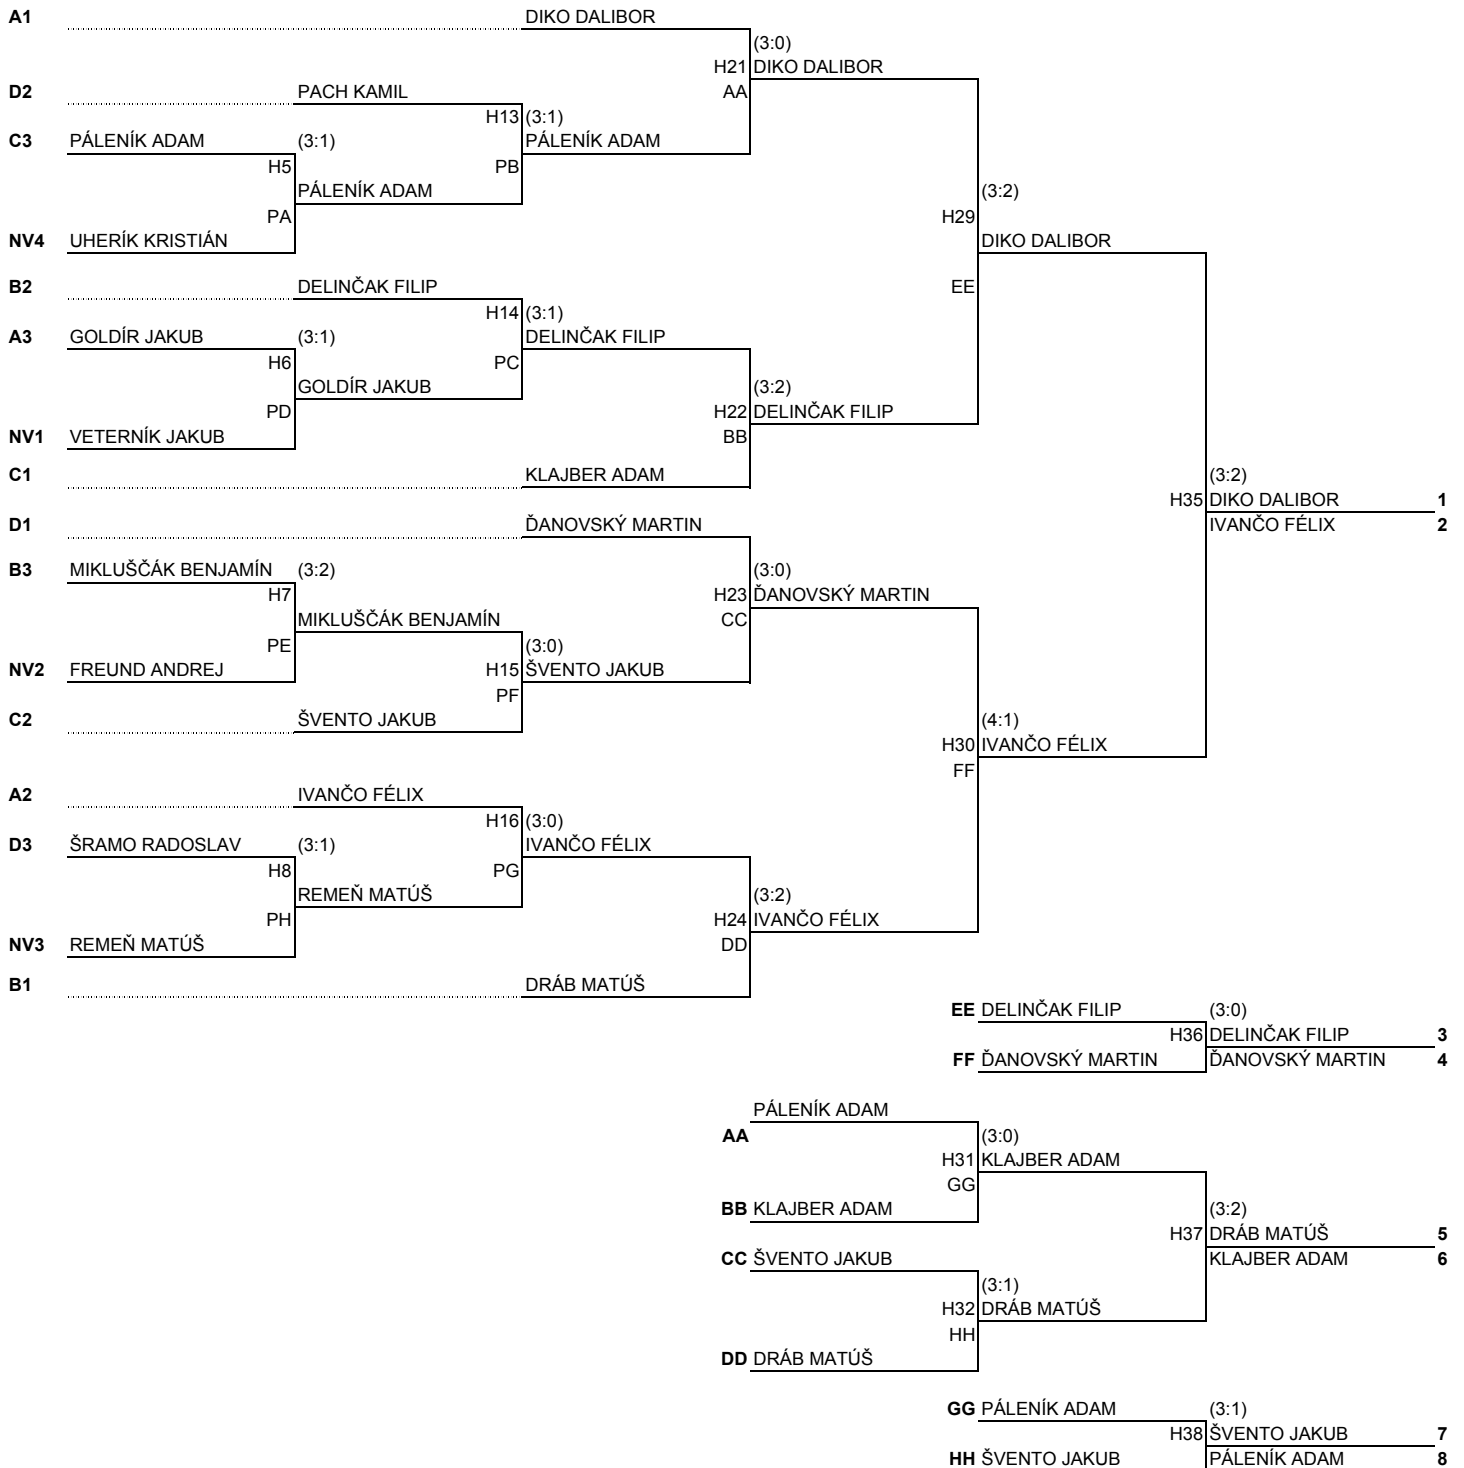 A1 DIKO DALIBOR
(3:0)
H21 DIKO DALIBOR
D2 PACH KAMIL AA
H13 (3:1)
C3 PÁLENÍK ADAM (3:1) PÁLENÍK ADAM
H5 PB
PÁLENÍK ADAM (3:2)
PA H29
NV4 UHERÍK KRISTIÁN DIKO DALIBOR
B2 DELINČAK FILIP EE
H14 (3:1)
A3 GOLDÍR JAKUB (3:1) DELINČAK FILIP
H6 PC
GOLDÍR JAKUB (3:2)
PD H22 DELINČAK FILIP
NV1 VETERNÍK JAKUB BB
C1 KLAJBER ADAM (3:2)
H35 DIKO DALIBOR 1
D1 ĎANOVSKÝ MARTIN IVANČO FÉLIX 2
B3 MIKLUŠČÁK BENJAMÍN (3:2) (3:0)
H7 H23 ĎANOVSKÝ MARTIN
MIKLUŠČÁK BENJAMÍN CC
PE (3:0)
NV2 FREUND ANDREJ H15 ŠVENTO JAKUB
PF
C2 ŠVENTO JAKUB (4:1)
H30 IVANČO FÉLIX
FF
A2 IVANČO FÉLIX
H16 (3:0)
D3 ŠRAMO RADOSLAV (3:1) IVANČO FÉLIX
H8 PG
REMEŇ MATÚŠ (3:2)
PH H24 IVANČO FÉLIX
NV3 REMEŇ MATÚŠ DD
B1 DRÁB MATÚŠ
EE DELINČAK FILIP (3:0)
H36 DELINČAK FILIP 3
FF ĎANOVSKÝ MARTIN ĎANOVSKÝ MARTIN 4
PÁLENÍK ADAM
AA (3:0)
H31 KLAJBER ADAM
GG
BB KLAJBER ADAM (3:2)
H37 DRÁB MATÚŠ 5
CC ŠVENTO JAKUB KLAJBER ADAM 6
(3:1)
H32 DRÁB MATÚŠ
HH
DD DRÁB MATÚŠ
GG PÁLENÍK ADAM (3:1)
H38 ŠVENTO JAKUB 7
HH ŠVENTO JAKUB PÁLENÍK ADAM 8